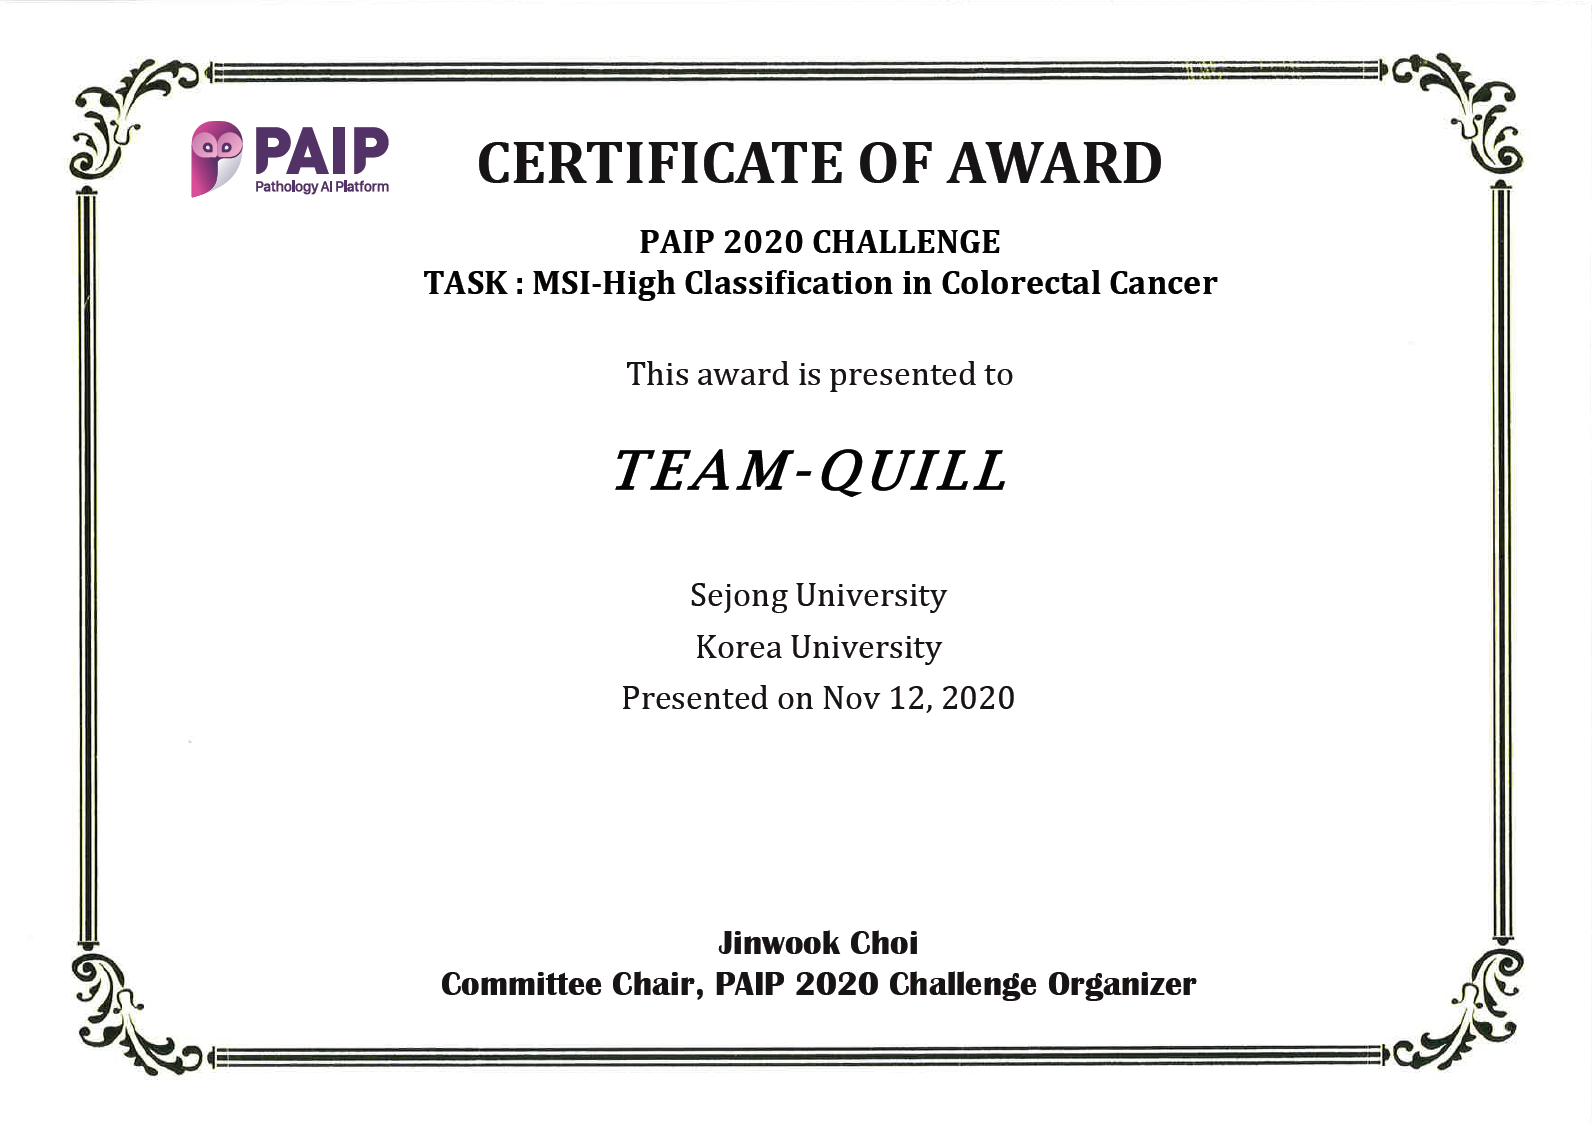 PAIP
Pathology AI Platform
CERTIFICATE OF AWARD
PAIP 2020 CHALLENGE
TASK : MSI-High Classification in Colorectal Cancer
This award is presented to
TEAM-QUILL
Sejong University
Korea University
Presented on Nov 12, 2020
Jinwook Choi
Committee Chair, PAIP 2020 Challenge Organizer